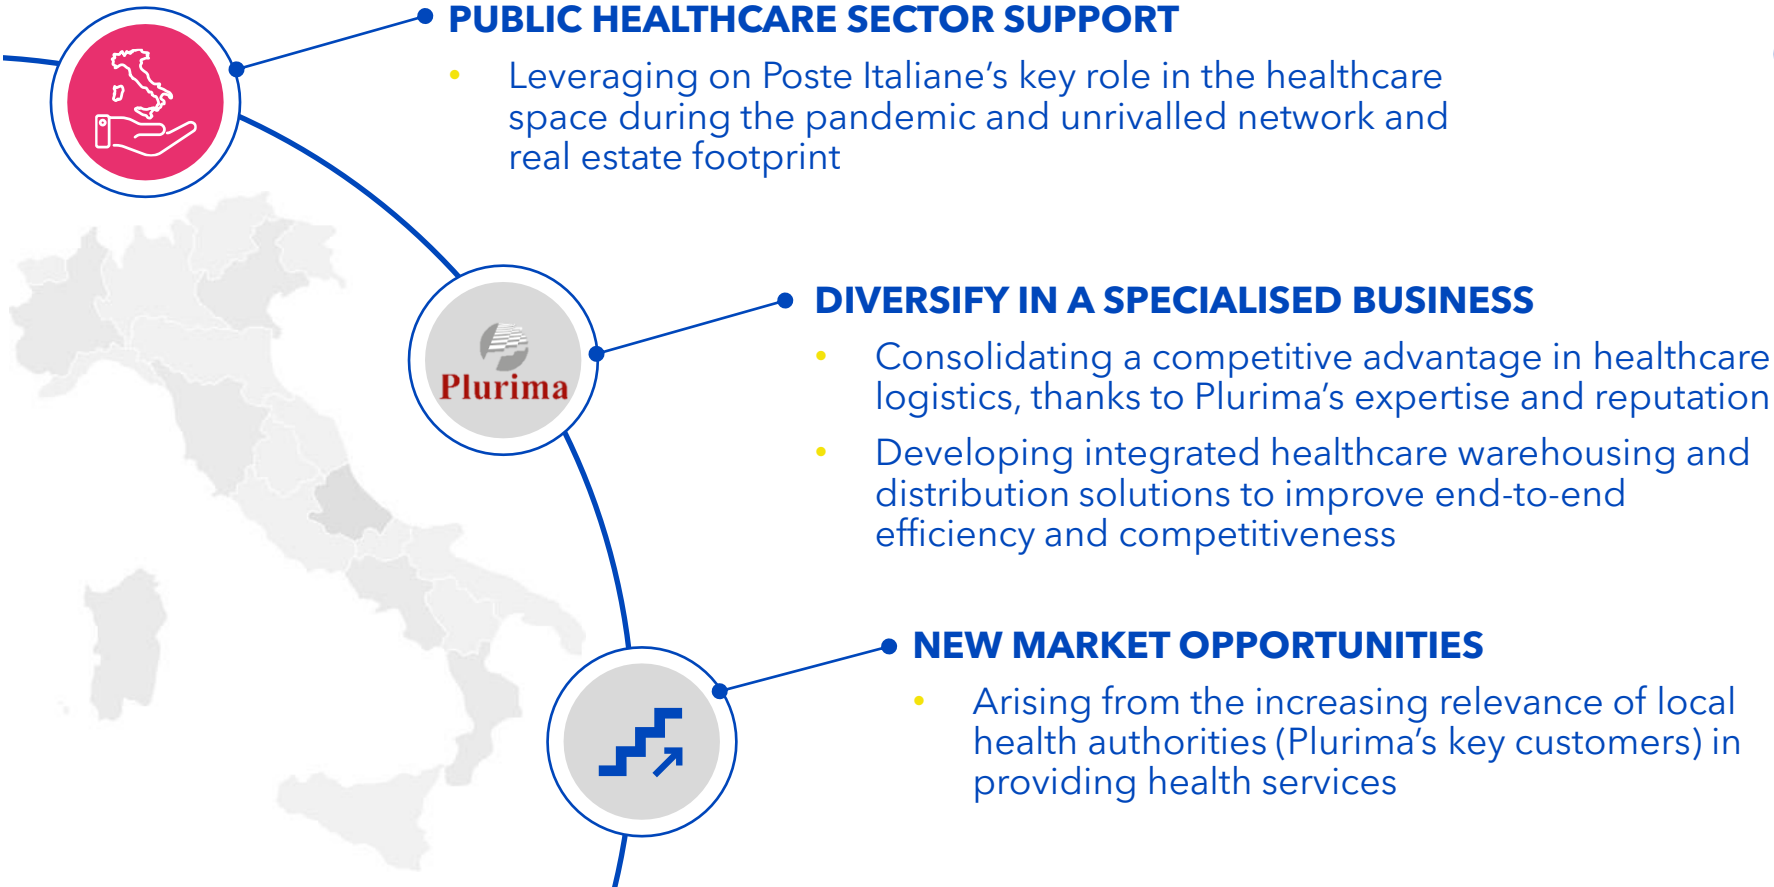 PUBLIC HEALTHCARE SECTOR SUPPORT
• Leveraging on Poste Italiane’s key role in the healthcare
space during the pandemic and unrivalled network and
real estate footprint
Plurima
DIVERSIFY IN A SPECIALISED BUSINESS
• Consolidating a competitive advantage in healthcare
logistics, thanks to Plurima’s expertise and reputation
• Developing integrated healthcare warehousing and
distribution solutions to improve end-to-end
efficiency and competitiveness
NEW MARKET OPPORTUNITIES
• Arising from the increasing relevance of local
health authorities (Plurima’s key customers) in
providing health services